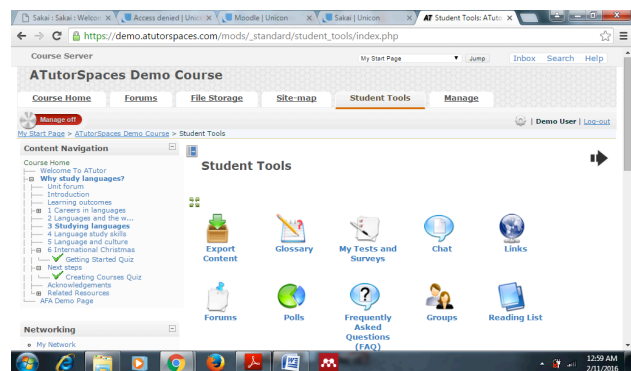 Sakai : Sakai : Welcom
Access denied | Unic
Moodle | Unicon
Sakai | Unicon
Student Tools: ATuto
https://demo.atutorspaces.com/mods/_standard/student_tools/index.php
Course Server
My Start Page
Jump
Inbox Search Help
ATutorSpaces Demo Course
Course Home Forums File Storage Site-map Student Tools Manage
Manage off
| Demo User | Log-out
My Start Page > ATutorSpaces Demo Course > Student Tools
Content Navigation
Course Home
Welcome To ATutor
Why study languages?
Unit forum
Introduction
Learning outcomes
1 Careers in languages
2 Languages and the w...
3 Studying languages
4 Language study skills
5 Language and culture
6 International Christmas
Getting Started Quiz
Next steps
Creating Courses Quiz
Acknowledgements
Related Resources
AFA Demo Page
Networking
My Network
Student Tools
Export Content
Glossary
My Tests and Surveys
Chat
Links
Forums
Polls
Frequently Asked Questions (FAQ)
Groups
Reading List
12:59 AM
2/11/2016